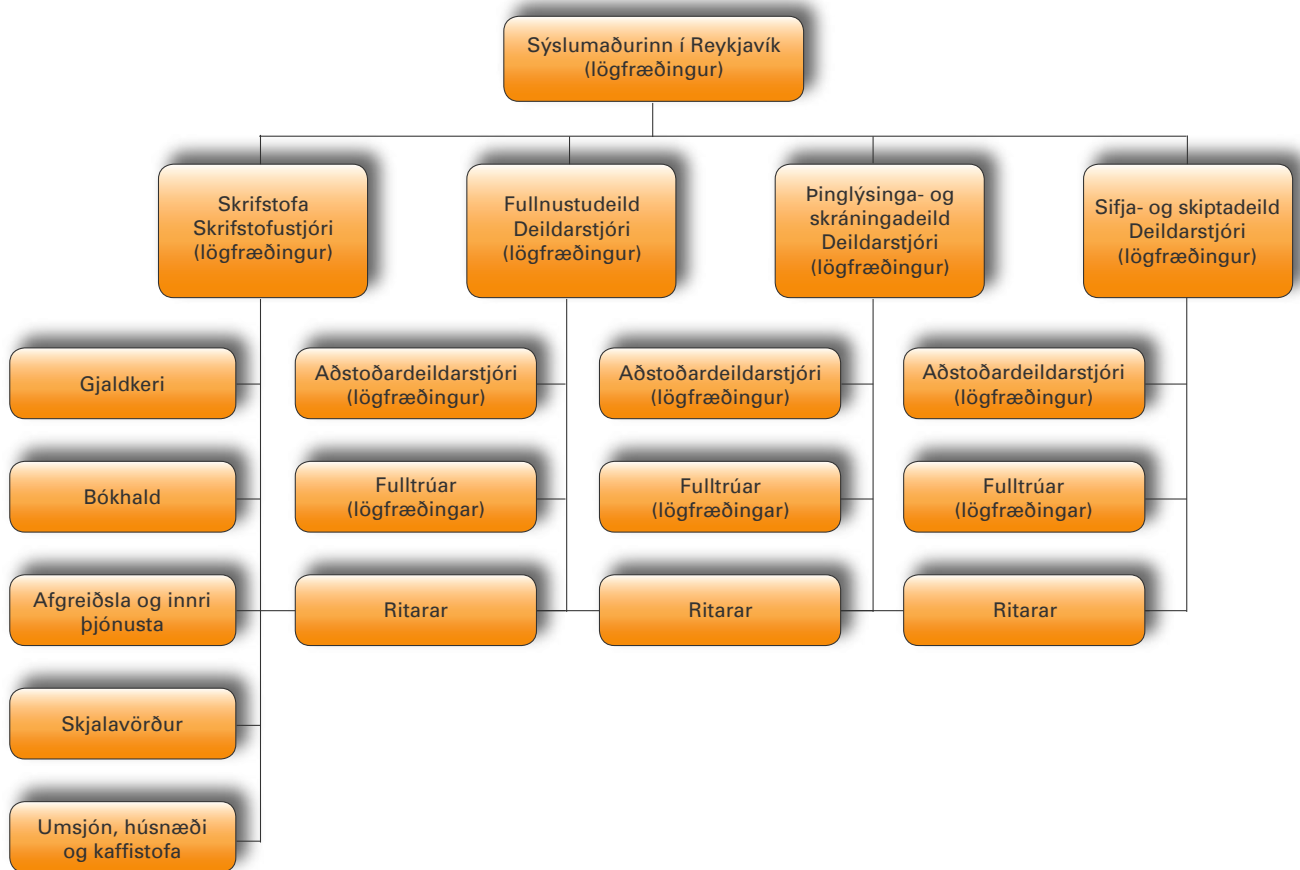 Sýslumaðurinn í Reykjavík
(lögfræðingur)
Skrifstofa
Skrifstofustjóri
(lögfræðingur)
Fullnustudeild
Deildarstjóri
(lögfræðingur)
Þinglýsinga- og
skráningadeild
Deildarstjóri
(lögfræðingur)
Sifja- og skiptadeild
Deildarstjóri
(lögfræðingur)
Gjaldkeri
Aðstoðardeildarstjóri
(lögfræðingur)
Aðstoðardeildarstjóri
(lögfræðingur)
Aðstoðardeildarstjóri
(lögfræðingur)
Bókhald
Fulltrúar
(lögfræðingar)
Fulltrúar
(lögfræðingar)
Fulltrúar
(lögfræðingar)
Afgreiðsla og innri
þjónusta
Ritarar
Ritarar
Ritarar
Skjalavörður
Umsjón, húsnæði
og kaffistofa